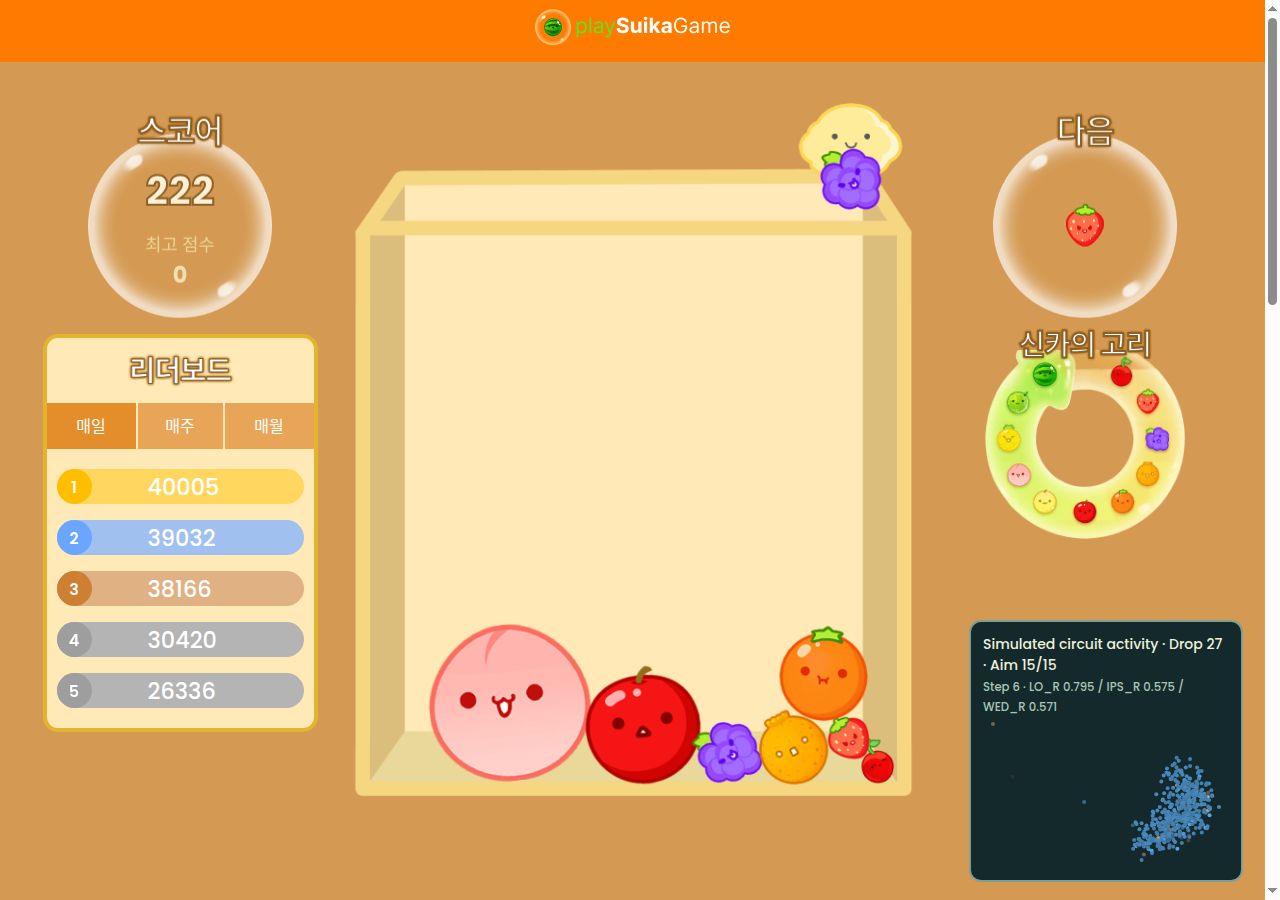 playSuikaGame
스코어
222
최고 점수
0
리더보드
매일 매주 매월
1 40005
2 39032
3 38166
4 30420
5 26336
다음
신카의 고리
Simulated circuit activity · Drop 27
· Aim 15/15
Step 6 · LO_R 0.795 / IPS_R 0.575 /
WED_R 0.571